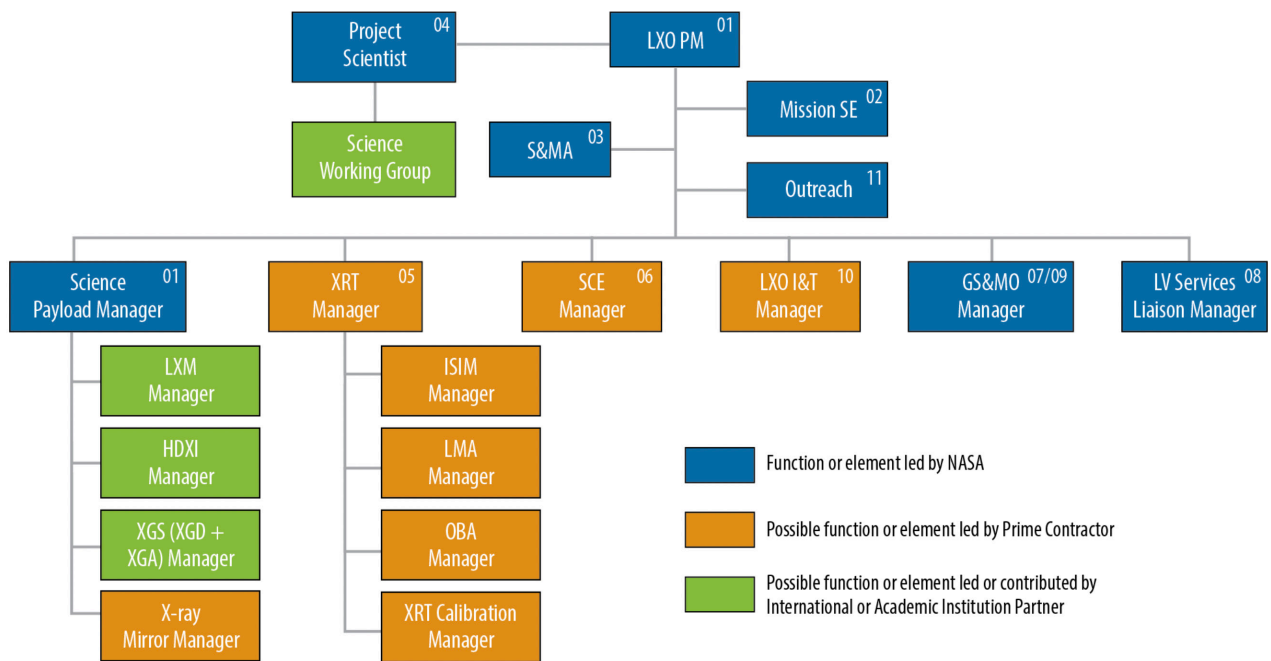 Project
Scientist
04
LXO PM
01
Mission SE
02
Science
Working Group
S&MA
03
Outreach
11
Science
Payload Manager
01
XRT
Manager
05
SCE
Manager
06
LXO I&T
Manager
10
GS&MO
Manager
07/09
LV Services
Liaison Manager
08
LXM
Manager
HDXI
Manager
XGS (XGD +
XGA) Manager
X-ray
Mirror Manager
ISIM
Manager
LMA
Manager
OBA
Manager
XRT Calibration
Manager
Function or element led by NASA
Possible function or element led by Prime Contractor
Possible function or element led or contributed by
International or Academic Institution Partner